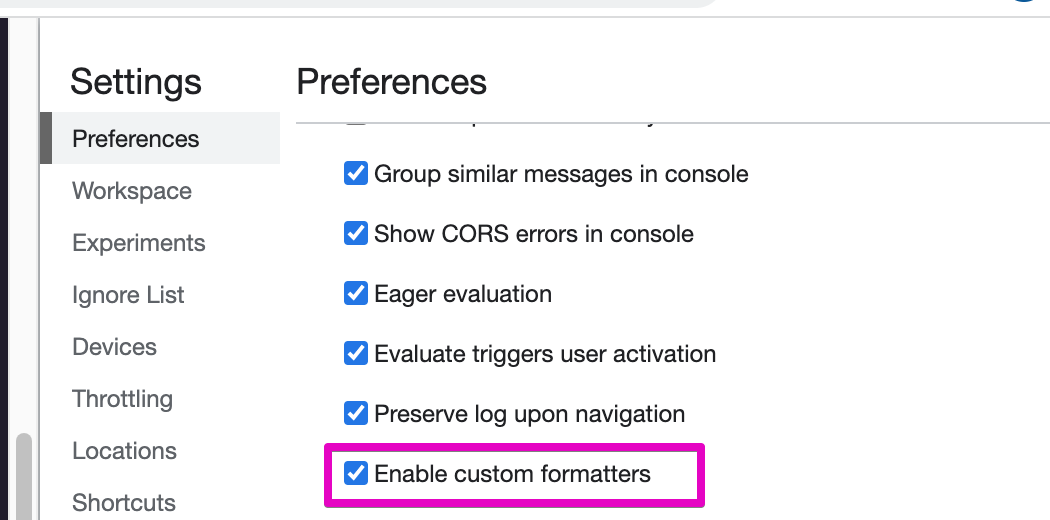 Settings
Preferences
Workspace
Experiments
Ignore List
Devices
Throttling
Locations
Shortcuts
Preferences
Group similar messages in console
Show CORS errors in console
Eager evaluation
Evaluate triggers user activation
Preserve log upon navigation
Enable custom formatters